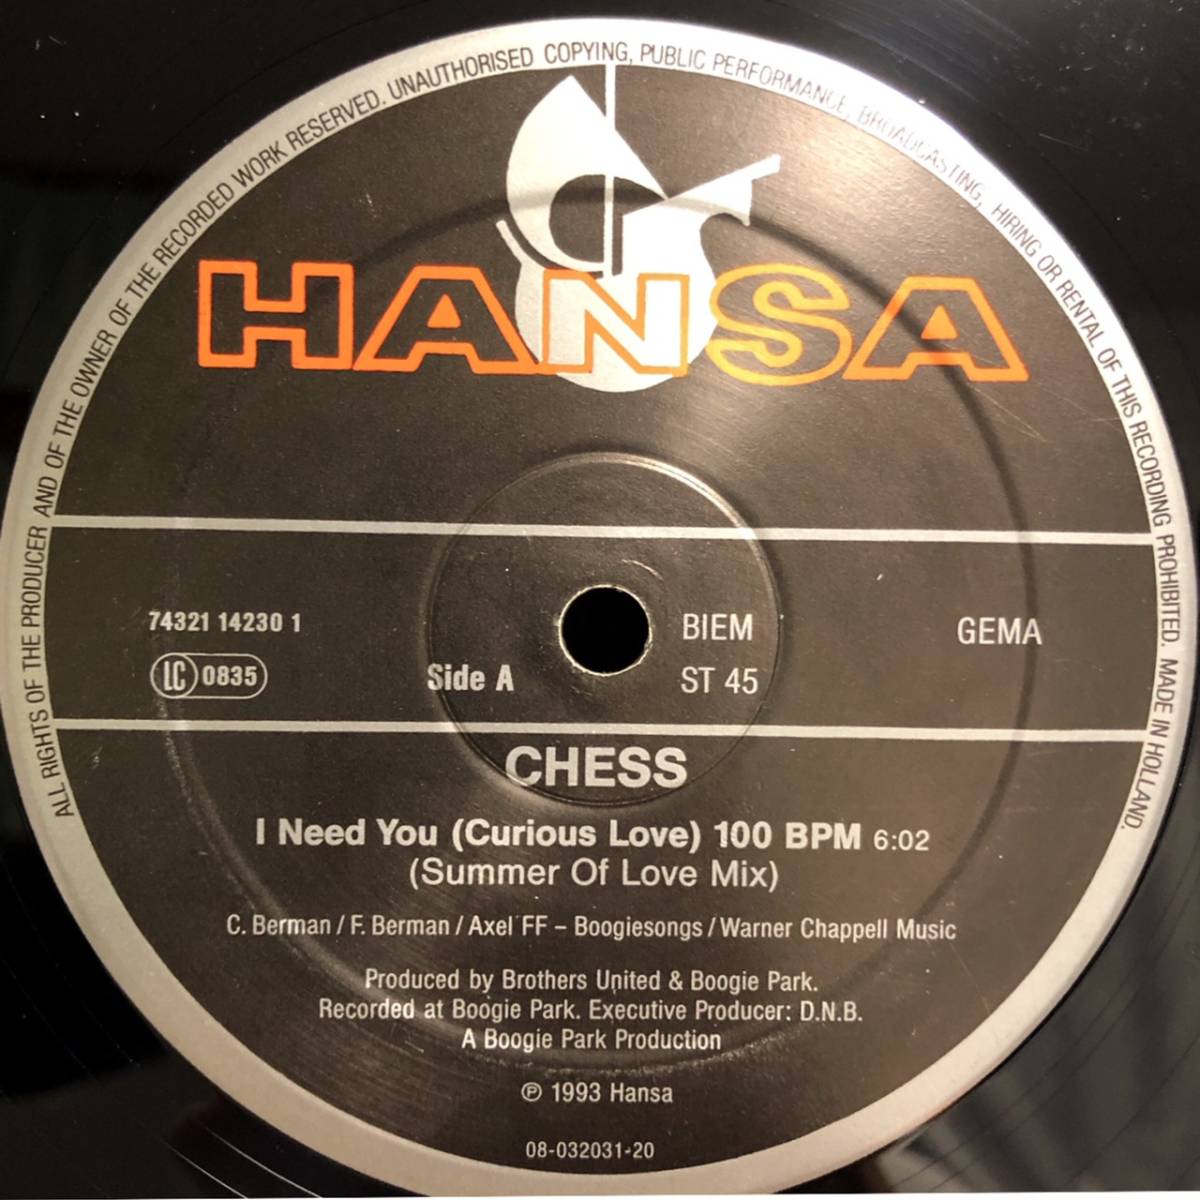 ALL RIGHTS OF THE PRODUCER AND OF THE OWNER OF THE RECORDED WORK RESERVED. UNAUTHORISED COPYING, PUBLIC PERFORMANCE, BROADCASTING, HIRING OR RENTAL OF THIS RECORDING PROHIBITED. MADE IN HOLLAND.
HANSA
74321 14230 1 BIEM GEMA
LC 0835 Side A ST 45
CHESS
I Need You (Curious Love) 100 BPM 6:02
(Summer Of Love Mix)
C. Berman / F. Berman / Axel FF – Boogiesongs / Warner Chappell Music
Produced by Brothers United & Boogie Park.
Recorded at Boogie Park. Executive Producer: D.N.B.
A Boogie Park Production
℗ 1993 Hansa
08-032031-20